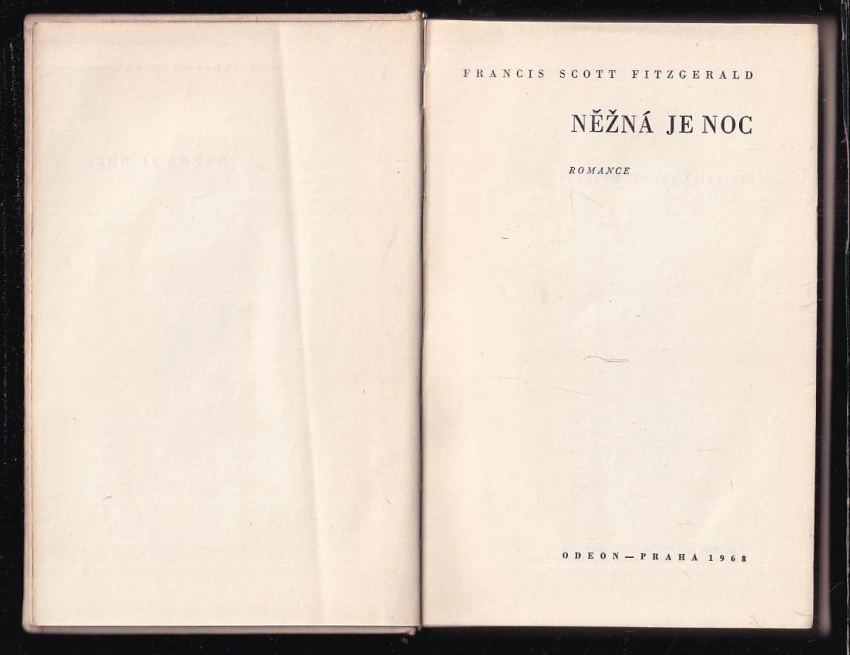 FRANCIS SCOTT FITZGERALD
NĚŽNÁ JE NOC
ROMANCE
ODEON — PRAHA 1968